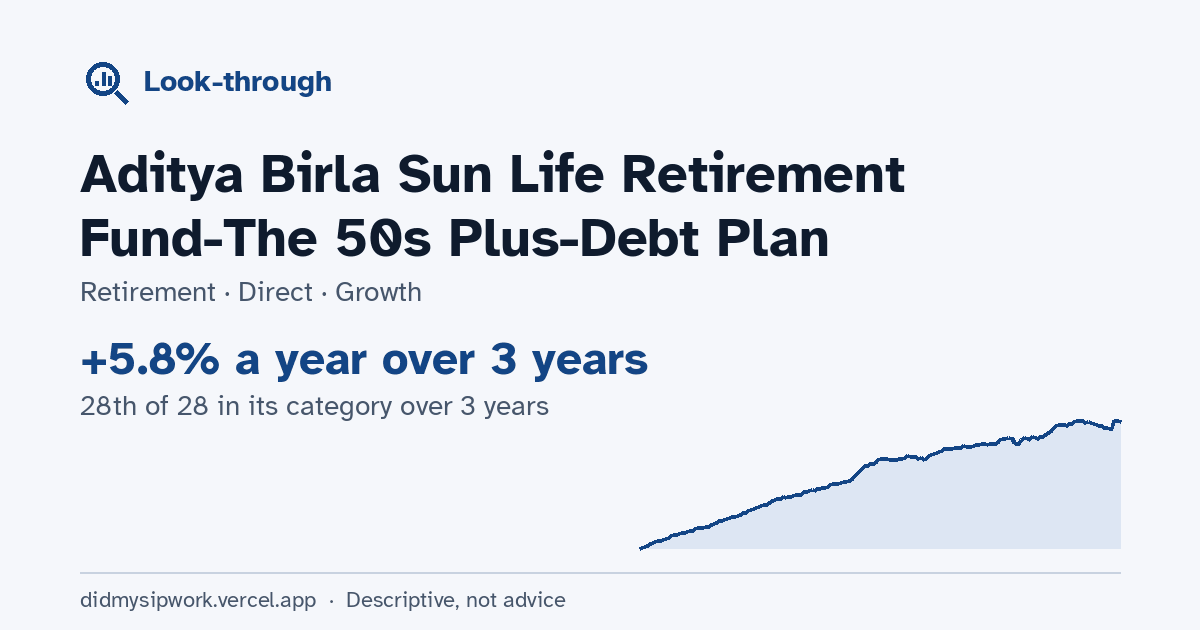 Look-through
Aditya Birla Sun Life Retirement
Fund-The 50s Plus-Debt Plan
Retirement · Direct · Growth
+5.8% a year over 3 years
28th of 28 in its category over 3 years
didmysipwork.vercel.app · Descriptive, not advice